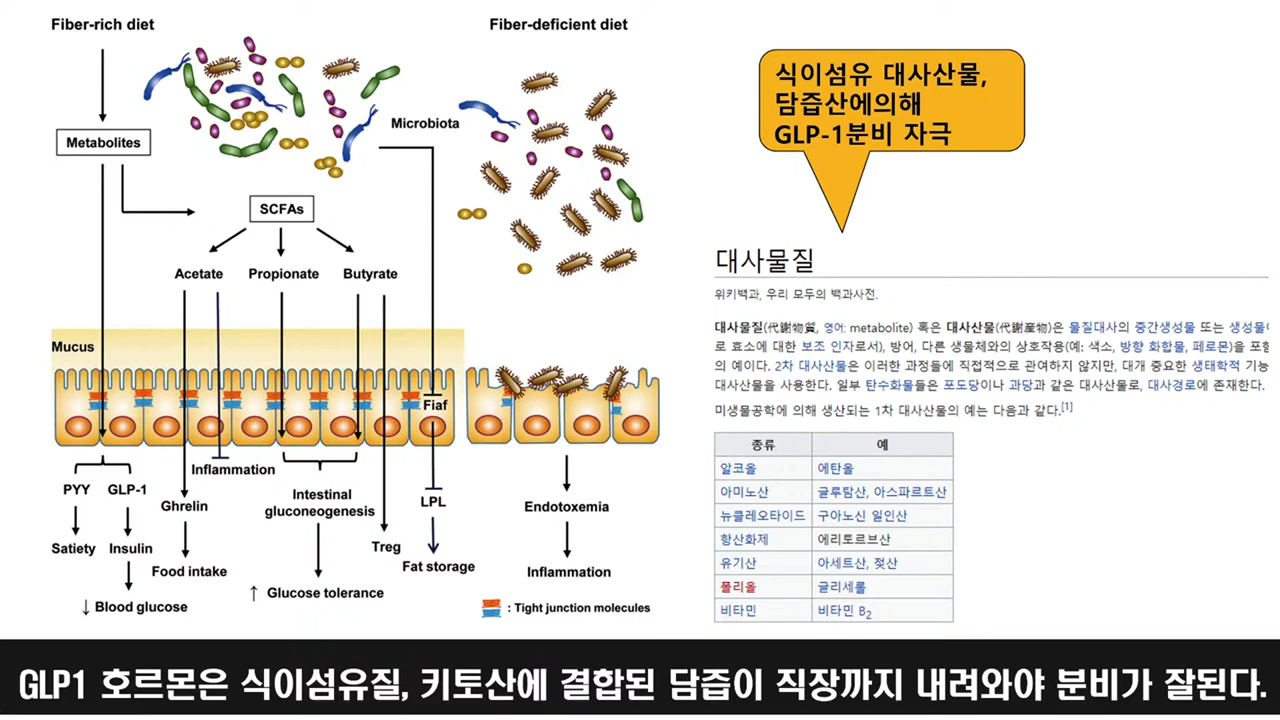 Fiber-rich diet
Fiber-deficient diet
Metabolites
Microbiota
SCFAs
Acetate
Propionate
Butyrate
Mucus
Fiaf
Inflammation
PYY
GLP-1
Ghrelin
Intestinal
gluconeogenesis
LPL
Endotoxemia
Satiety
Insulin
Treg
Food intake
Fat storage
Inflammation
↓ Blood glucose
↑ Glucose tolerance
: Tight junction molecules
식이섬유 대사산물,
담즙산에의해
GLP-1분비 자극
대사물질
위키백과, 우리 모두의 백과사전.
대사물질(代謝物質, 영어: metabolite) 혹은 대사산물(代謝産物)은 물질대사의 중간생성물 또는 생성물이
로 효소에 대한 보조 인자로서), 방어, 다른 생물체와의 상호작용(예: 색소, 방향 화합물, 페로몬)을 포함
의 예이다. 2차 대사산물은 이러한 과정들에 직접적으로 관여하지 않지만, 대개 중요한 생태학적 기능
대사산물을 사용한다. 일부 탄수화물들은 포도당이나 과당과 같은 대사산물로, 대사경로에 존재한다.
미생물공학에 의해 생산되는 1차 대사산물의 예는 다음과 같다.[1]
종류 예
알코올 에탄올
아미노산 글루탐산, 아스파르트산
뉴클레오타이드 구아노신 일인산
항산화제 에리토르브산
유기산 아세트산, 젖산
폴리올 글리세롤
비타민 비타민 B2
GLP1 호르몬은 식이섬유질, 키토산에 결합된 담즙이 직장까지 내려와야 분비가 잘된다.